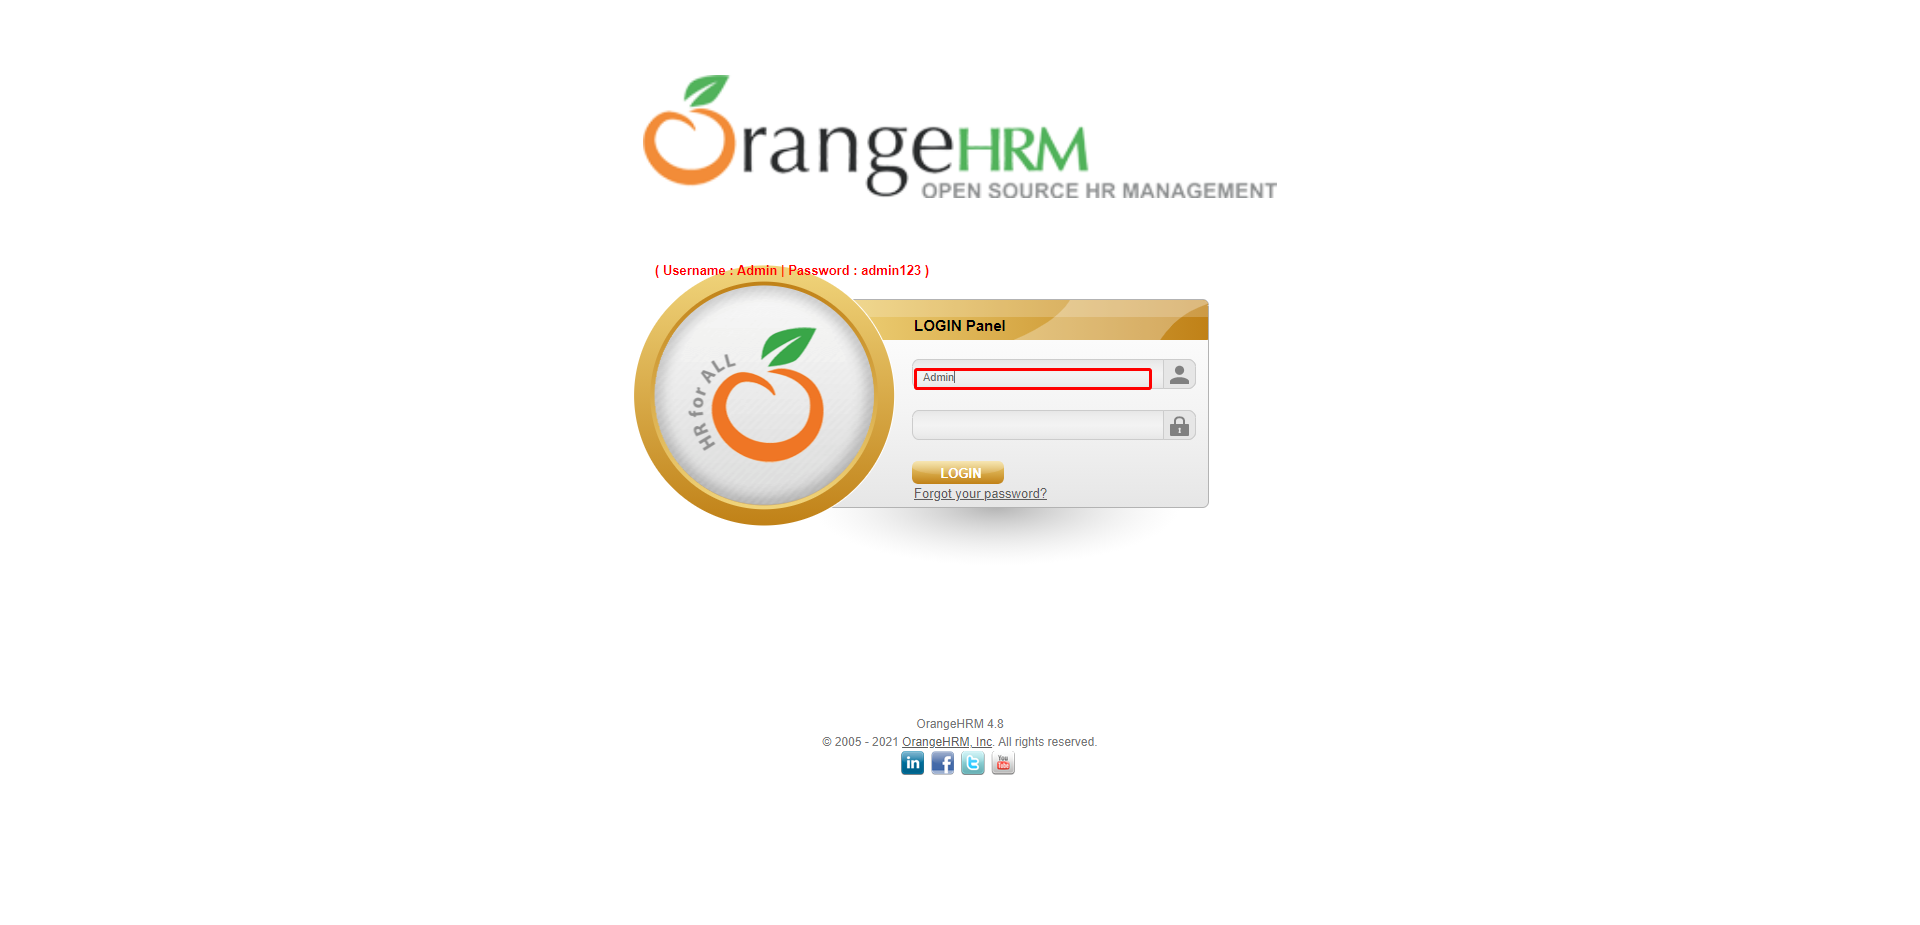 OrangeHRM
OPEN SOURCE HR MANAGEMENT
( Username : Admin | Password : admin123 )
LOGIN Panel
HR for ALL
Admin
LOGIN
Forgot your password?
OrangeHRM 4.8
© 2005 - 2021 OrangeHRM, Inc. All rights reserved.
in f t You Tube